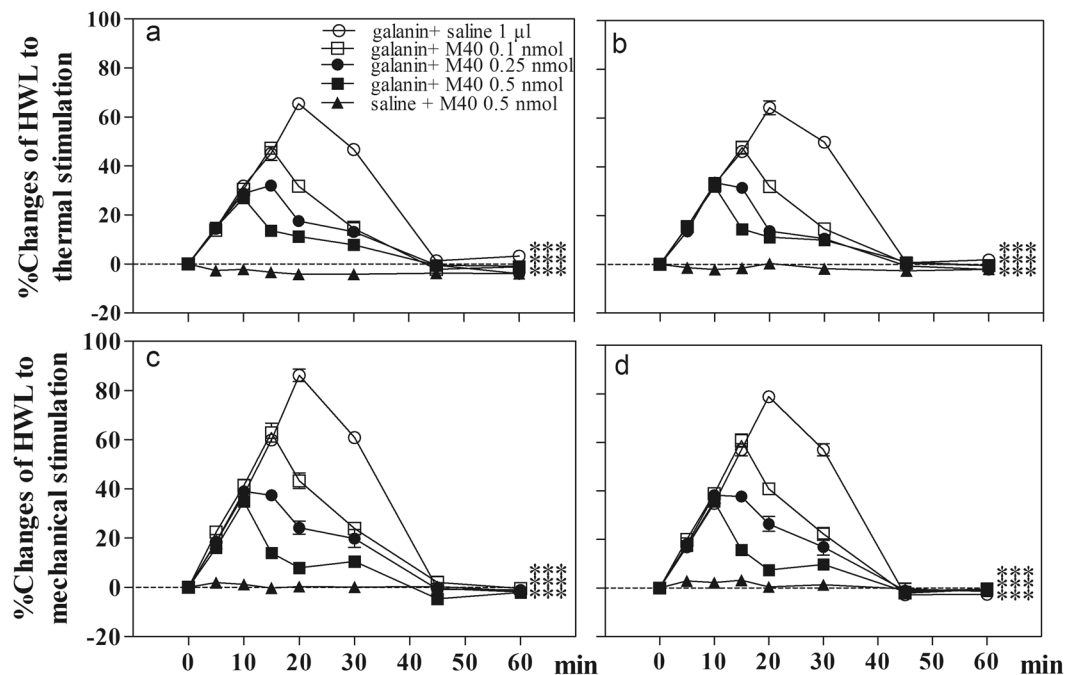 100
80
60
40
20
0
-20
%Changes of HWL to
thermal stimulation
a
galanin+ saline 1 µl
galanin+ M40 0.1 nmol
galanin+ M40 0.25 nmol
galanin+ M40 0.5 nmol
saline + M40 0.5 nmol
***
***
***
b
***
***
***
100
80
60
40
20
0
-20
%Changes of HWL to
mechanical stimulation
c
***
***
***
d
***
***
***
0 10 20 30 40 50 60 min
0 10 20 30 40 50 60 min